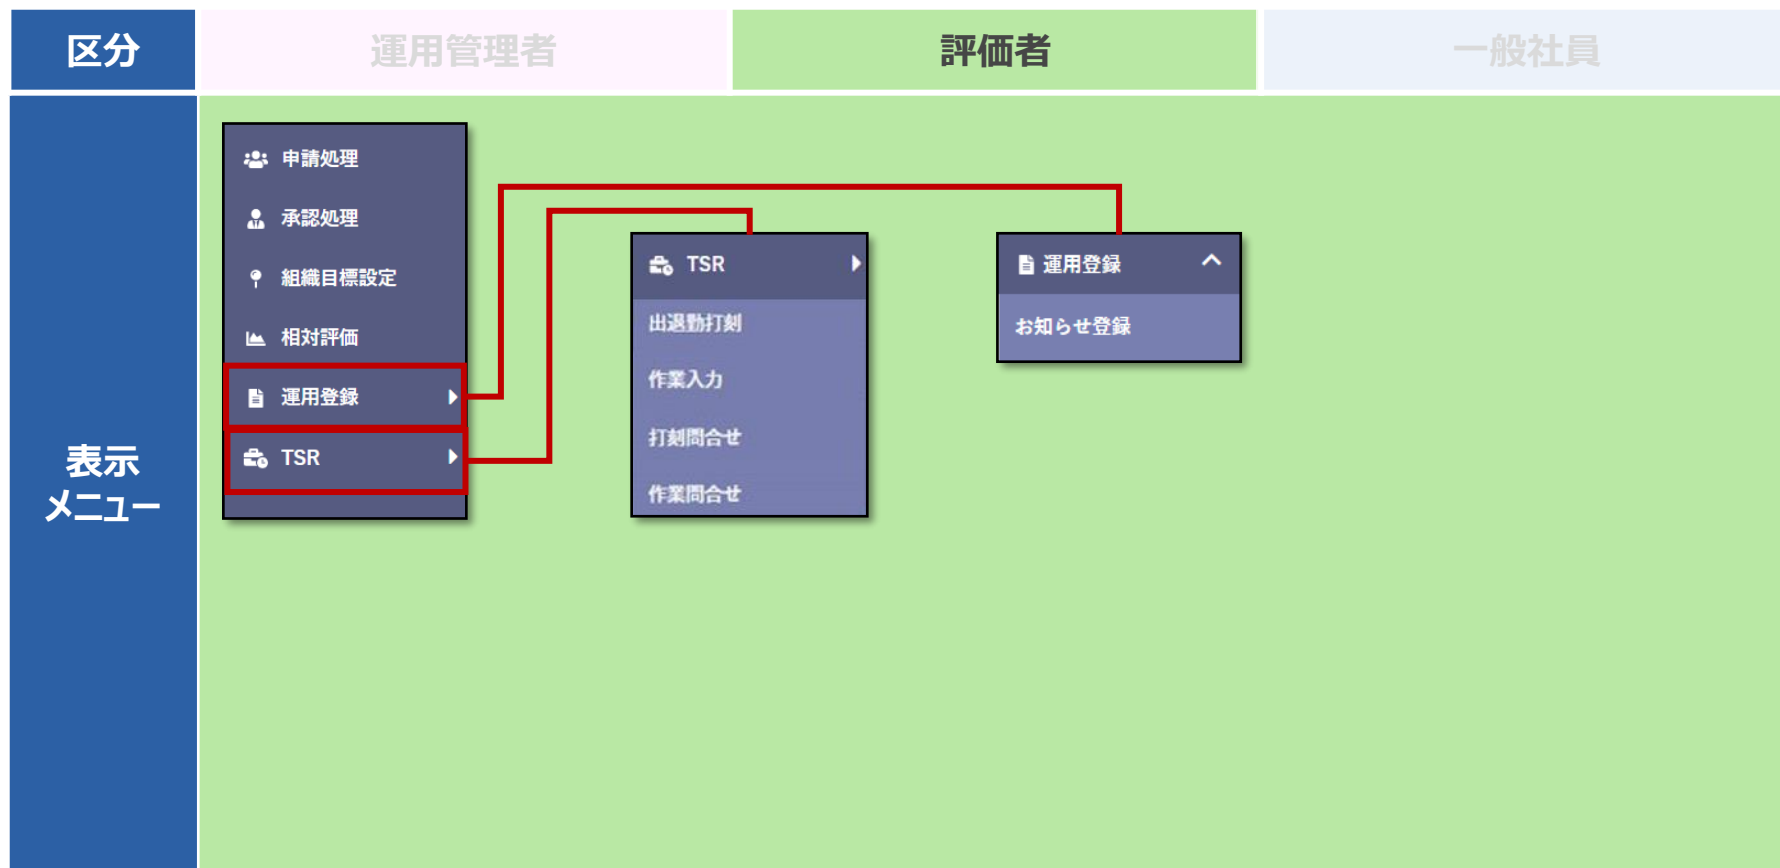 区分
運用管理者
評価者
一般社員
表示
メニュー
申請処理
承認処理
組織目標設定
相対評価
運用登録
TSR
TSR
出退勤打刻
作業入力
打刻問合せ
作業問合せ
運用登録
お知らせ登録